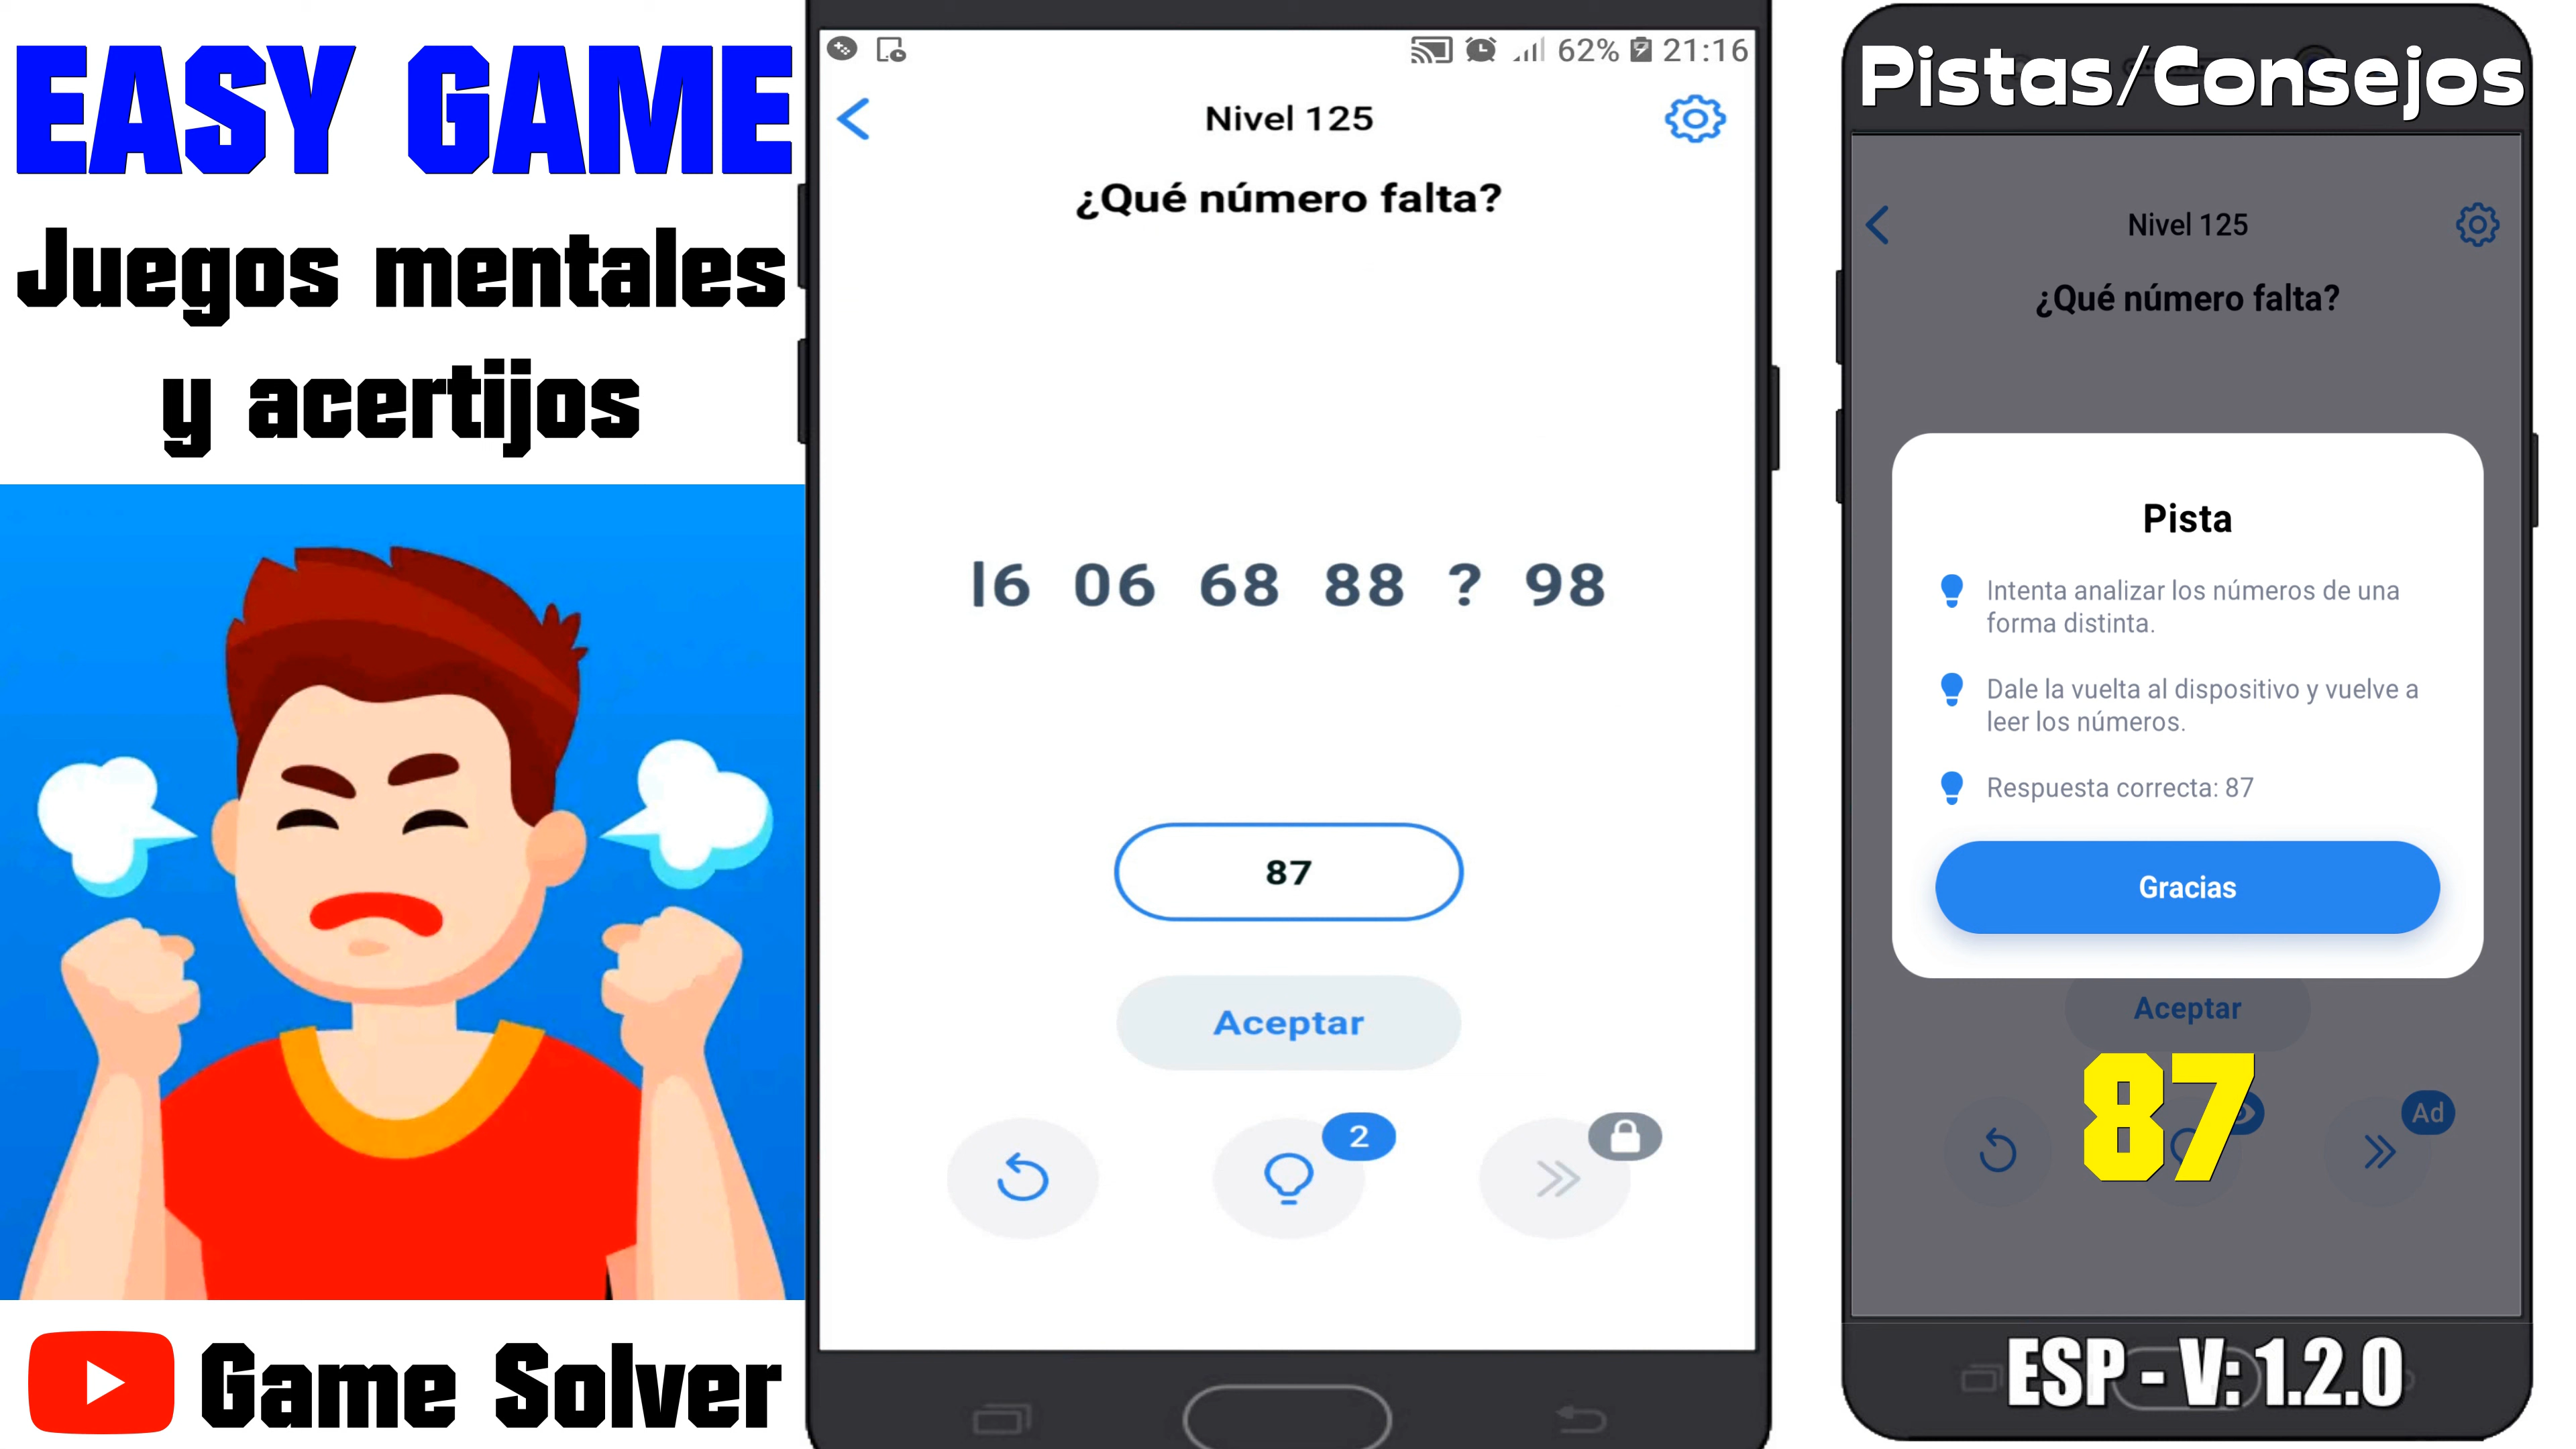 EASY GAME
Juegos mentales
y acertijos
Game Solver
62% 21:16
Nivel 125
¿Qué número falta?
l6 06 68 88 ? 98
87
Aceptar
2
Pistas/Consejos
Nivel 125
¿Qué número falta?
Pista
Intenta analizar los números de una
forma distinta.
Dale la vuelta al dispositivo y vuelve a
leer los números.
Respuesta correcta: 87
Gracias
Aceptar
87
Ad
ESP - V: 1.2.0